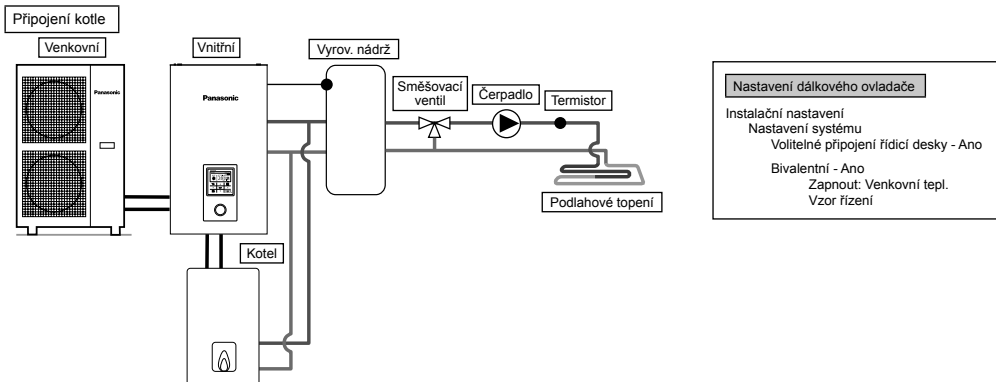 Připojení kotle
Venkovní
Vnitřní
Vyrov. nádrž
Směšovací
ventil
Čerpadlo
Termistor
Panasonic
Panasonic
Podlahové topení
Kotel
Nastavení dálkového ovladače
Instalační nastavení
Nastavení systému
Volitelné připojení řídicí desky - Ano
Bivalentní - Ano
Zapnout: Venkovní tepl.
Vzor řízení